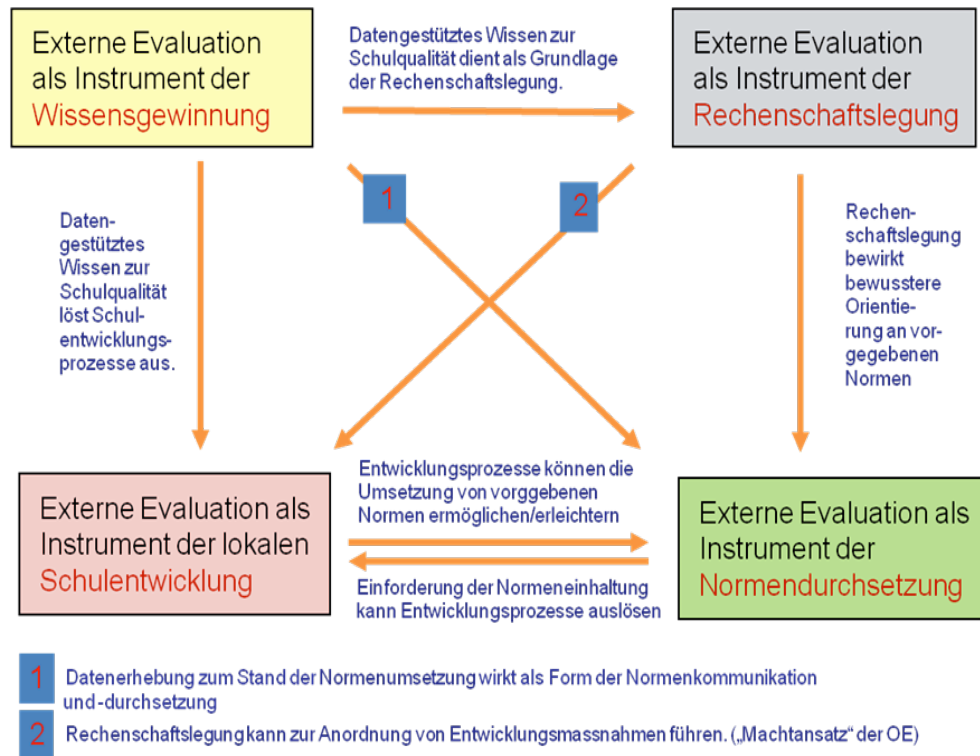 Externe Evaluation
als Instrument der
Wissensgewinnung
Datengestütztes Wissen zur
Schulqualität dient als Grundlage
der Rechenschaftslegung.
Externe Evaluation
als Instrument der
Rechenschaftslegung
1
2
Daten-
gestütztes
Wissen zur
Schulqualität
löst Schul-
entwicklungs-
prozesse aus.
Rechen-
schaftslegung
bewirkt
bewusstere
Orientie-
rung an vor-
gegebenen
Normen
Externe Evaluation als
Instrument der lokalen
Schulentwicklung
Entwicklungsprozesse können die
Umsetzung von vorggebenen
Normen ermöglichen/erleichtern
Einforderung der Normeneinhaltung
kann Entwicklungsprozesse auslösen
Externe Evaluation als
Instrument der
Normendurchsetzung
1 Datenerhebung zum Stand der Normenumsetzung wirkt als Form der Normenkommunikation
und -durchsetzung
2 Rechenschaftslegung kann zur Anordnung von Entwicklungsmassnahmen führen. („Machtansatz“ der OE)